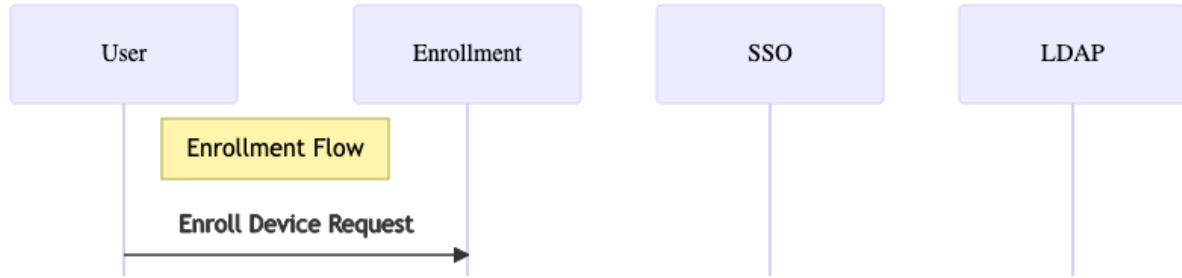 User
Enrollment
SSO
LDAP
Enrollment Flow
Enroll Device Request